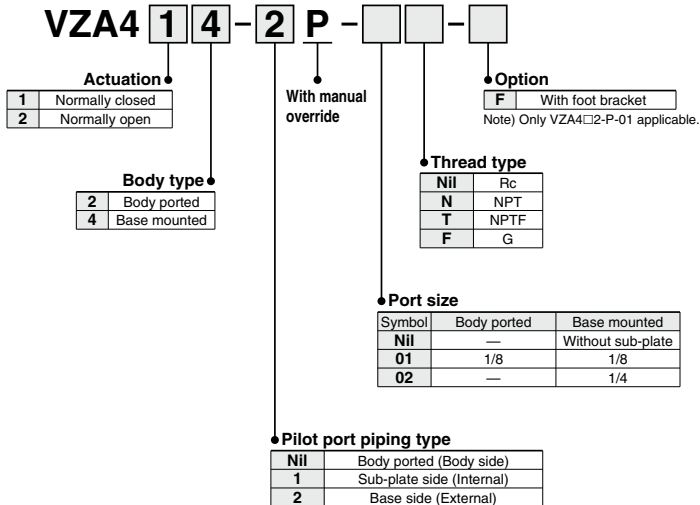 VZA4 1 4 - 2 P - □ □ - □
Actuation
1 Normally closed
2 Normally open
With manual
override
Option
F With foot bracket
Note) Only VZA4□2-P-01 applicable.
Body type
2 Body ported
4 Base mounted
Thread type
Nil Rc
N NPT
T NPTF
F G
Port size
Symbol Body ported Base mounted
Nil — Without sub-plate
01 1/8 1/8
02 — 1/4
Pilot port piping type
Nil Body ported (Body side)
1 Sub-plate side (Internal)
2 Base side (External)